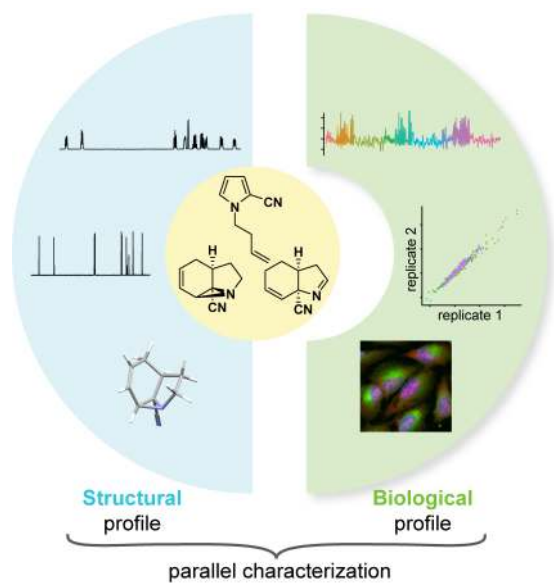 CN
N
H
N
CN
H
N
CN
replicate 2
replicate 1
Structural
profile
Biological
profile
parallel characterization